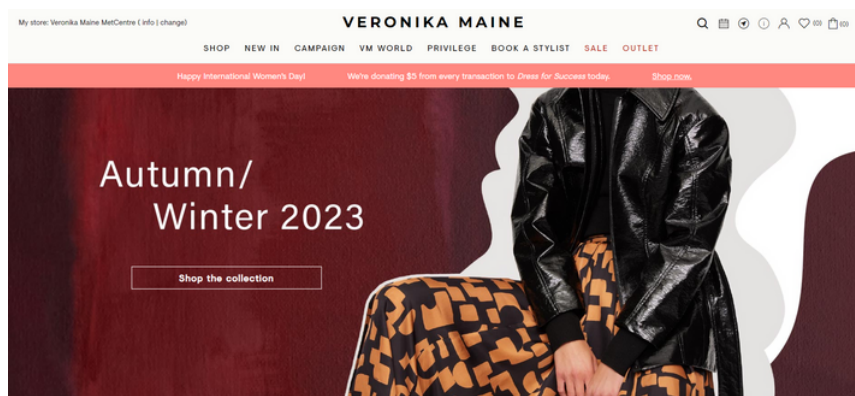 My store: Veronika Maine MetCentre ( info | change)
VERONIKA MAINE
(0)
(0)
SHOP NEW IN CAMPAIGN VM WORLD PRIVILEGE BOOK A STYLIST SALE OUTLET
Happy International Women's Day! We're donating $5 from every transaction to Dress for Success today. Shop now.
Autumn/
Winter 2023
Shop the collection